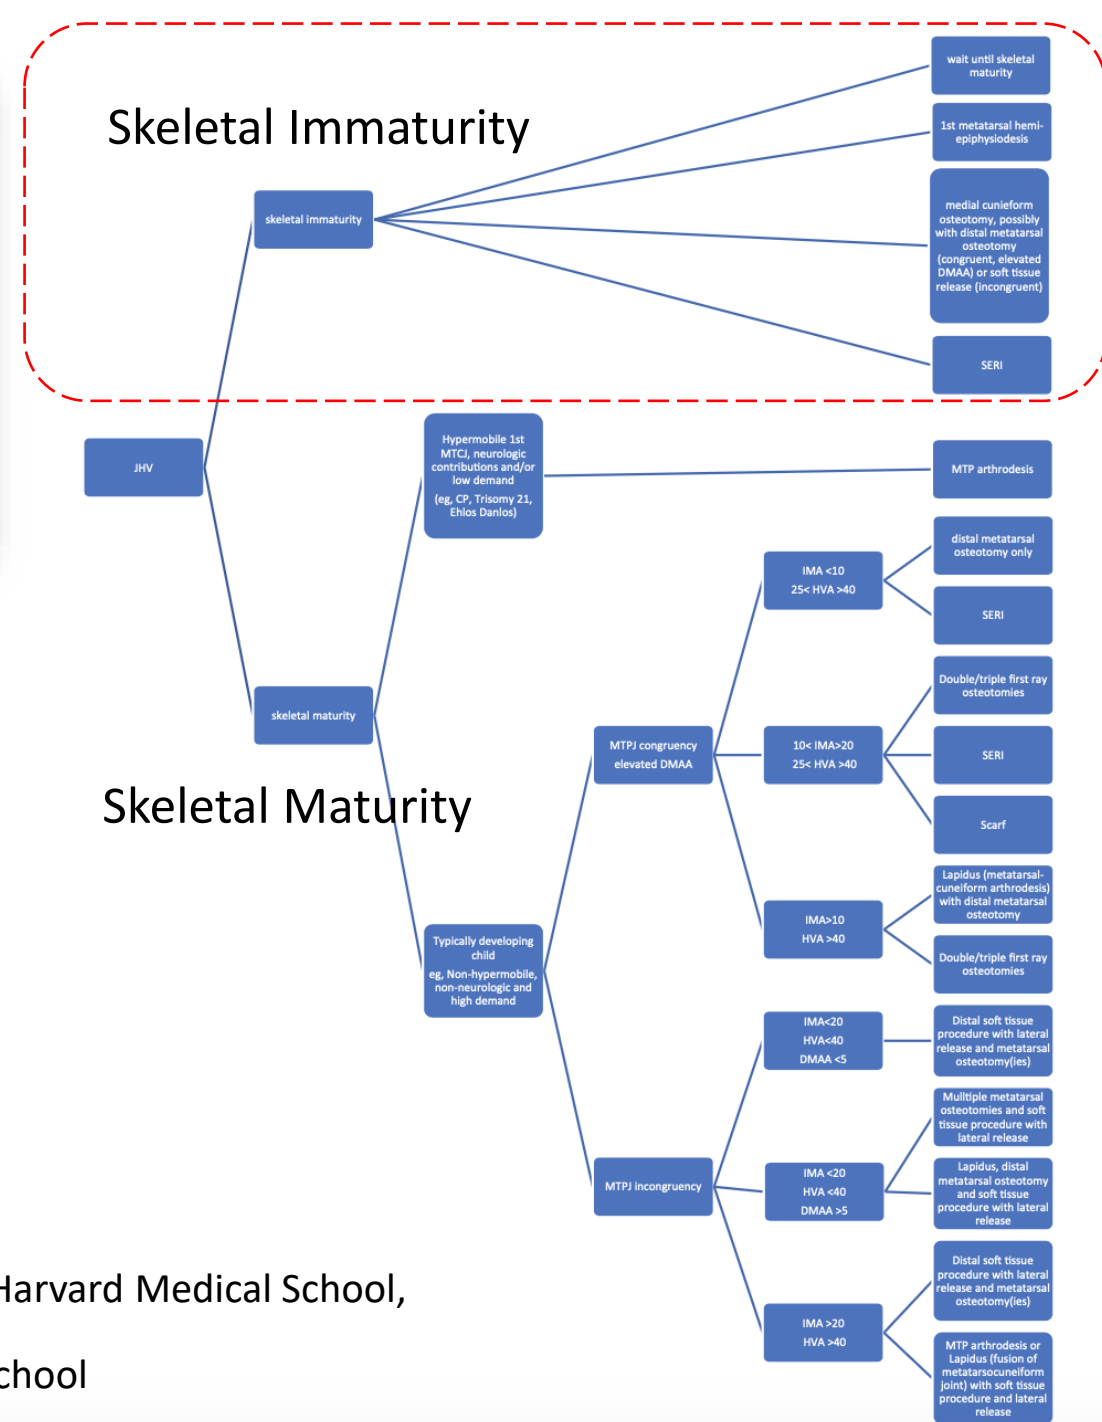 Skeletal Immaturity
wait until skeletal
maturity
1st metatarsal hemi-
epiphysiodesis
skeletal immaturity
medial cunieform
osteotomy, possibly
with distal metatarsal
osteotomy
(congruent, elevated
DMAA) or soft tissue
release (incongruent)
SERI
JHV
Hypermobile 1st
MTCJ, neurologic
contributions and/or
low demand
(eg, CP, Trisomy 21,
Ehlos Danlos)
MTP arthrodesis
distal metatarsal
osteotomy only
IMA <10
25< HVA >40
SERI
skeletal maturity
Double/triple first ray
osteotomies
MTPJ congruency
elevated DMAA
10< IMA>20
25< HVA >40
SERI
Skeletal Maturity
Scarf
Lapidus (metatarsal-
cuneiform arthrodesis)
with distal metatarsal
osteotomy
IMA>10
HVA >40
Double/triple first ray
osteotomies
Typically developing
child
eg, Non-hypermobile,
non-neurologic and
high demand
IMA<20
HVA<40
DMAA <5
Distal soft tissue
procedure with lateral
release and metatarsal
osteotomy(ies)
Mulltiple metatarsal
osteotomies and soft
tissue procedure with
lateral release
MTPJ incongruency
IMA <20
HVA <40
DMAA >5
Lapidus, distal
metatarsal osteotomy
and soft tissue
procedure with lateral
release
Distal soft tissue
procedure with lateral
release and metatarsal
osteotomy(ies)
IMA >20
HVA >40
MTP arthrodesis or
Lapidus (fusion of
metatarsocuneiform
joint) with soft tissue
procedure and lateral
release
Harvard Medical School,
chool